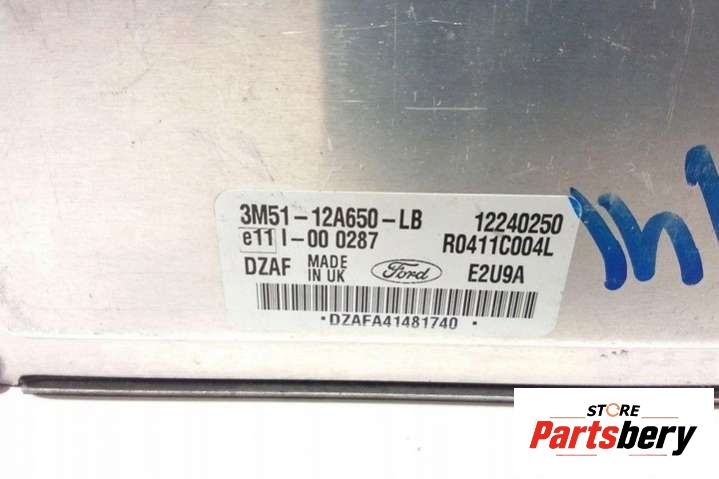 3M51-12A650-LB 12240250
e11 I-00 0287 R0411C004L
DZAF MADE IN UK Ford E2U9A
·DZAFA41481740·
STORE
Partsbery